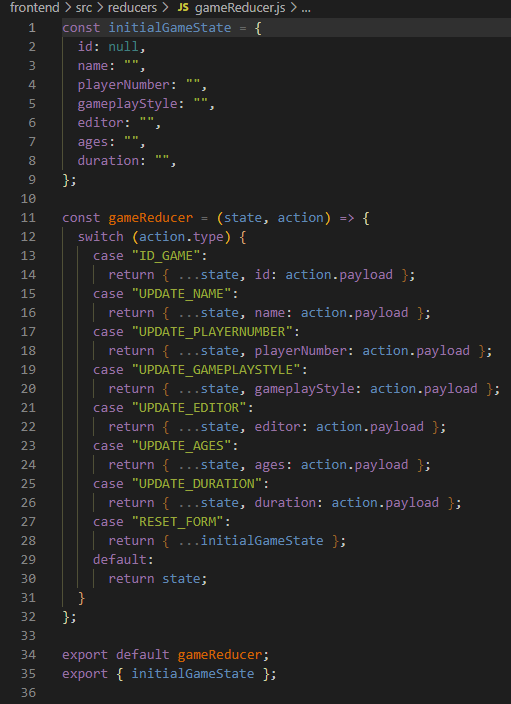 frontend > src > reducers > JS gameReducer.js > ...
1 const initialGameState = {
2   id: null,
3   name: "",
4   playerNumber: "",
5   gameplayStyle: "",
6   editor: "",
7   ages: "",
8   duration: "",
9 };
10
11 const gameReducer = (state, action) => {
12   switch (action.type) {
13     case "ID_GAME":
14       return { ...state, id: action.payload };
15     case "UPDATE_NAME":
16       return { ...state, name: action.payload };
17     case "UPDATE_PLAYERNUMBER":
18       return { ...state, playerNumber: action.payload };
19     case "UPDATE_GAMEPLAYSTYLE":
20       return { ...state, gameplayStyle: action.payload };
21     case "UPDATE_EDITOR":
22       return { ...state, editor: action.payload };
23     case "UPDATE_AGES":
24       return { ...state, ages: action.payload };
25     case "UPDATE_DURATION":
26       return { ...state, duration: action.payload };
27     case "RESET_FORM":
28       return { ...initialGameState };
29     default:
30       return state;
31   }
32 };
33
34 export default gameReducer;
35 export { initialGameState };
36